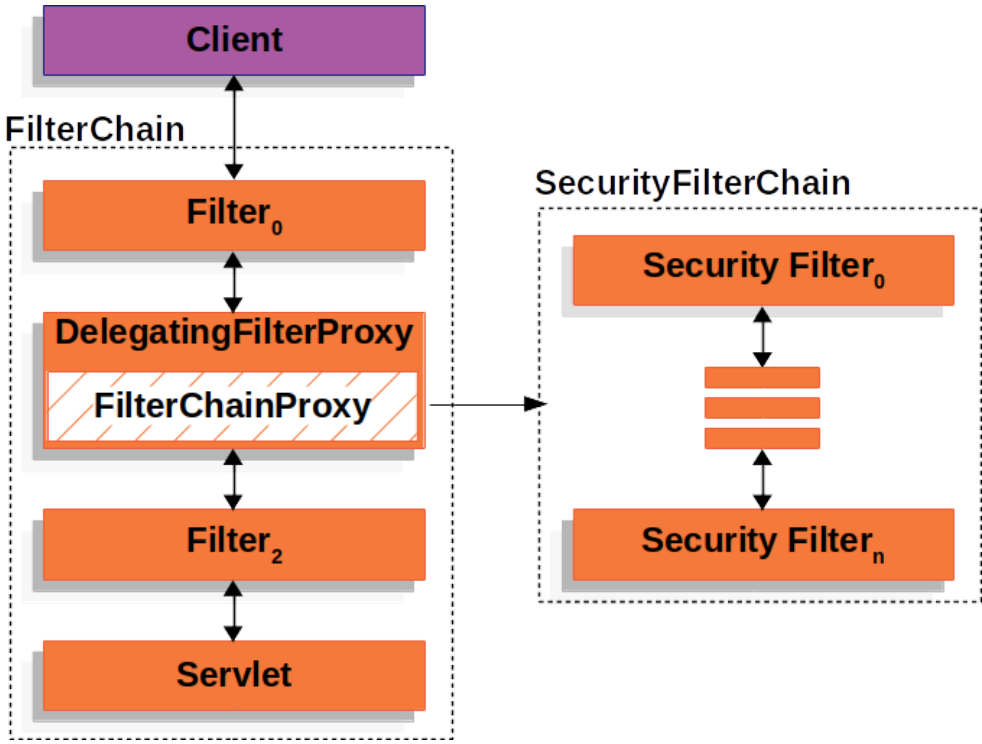 Client
FilterChain
Filter₀
DelegatingFilterProxy
FilterChainProxy
Filter₂
Servlet
SecurityFilterChain
Security Filter₀
Security Filterₙ